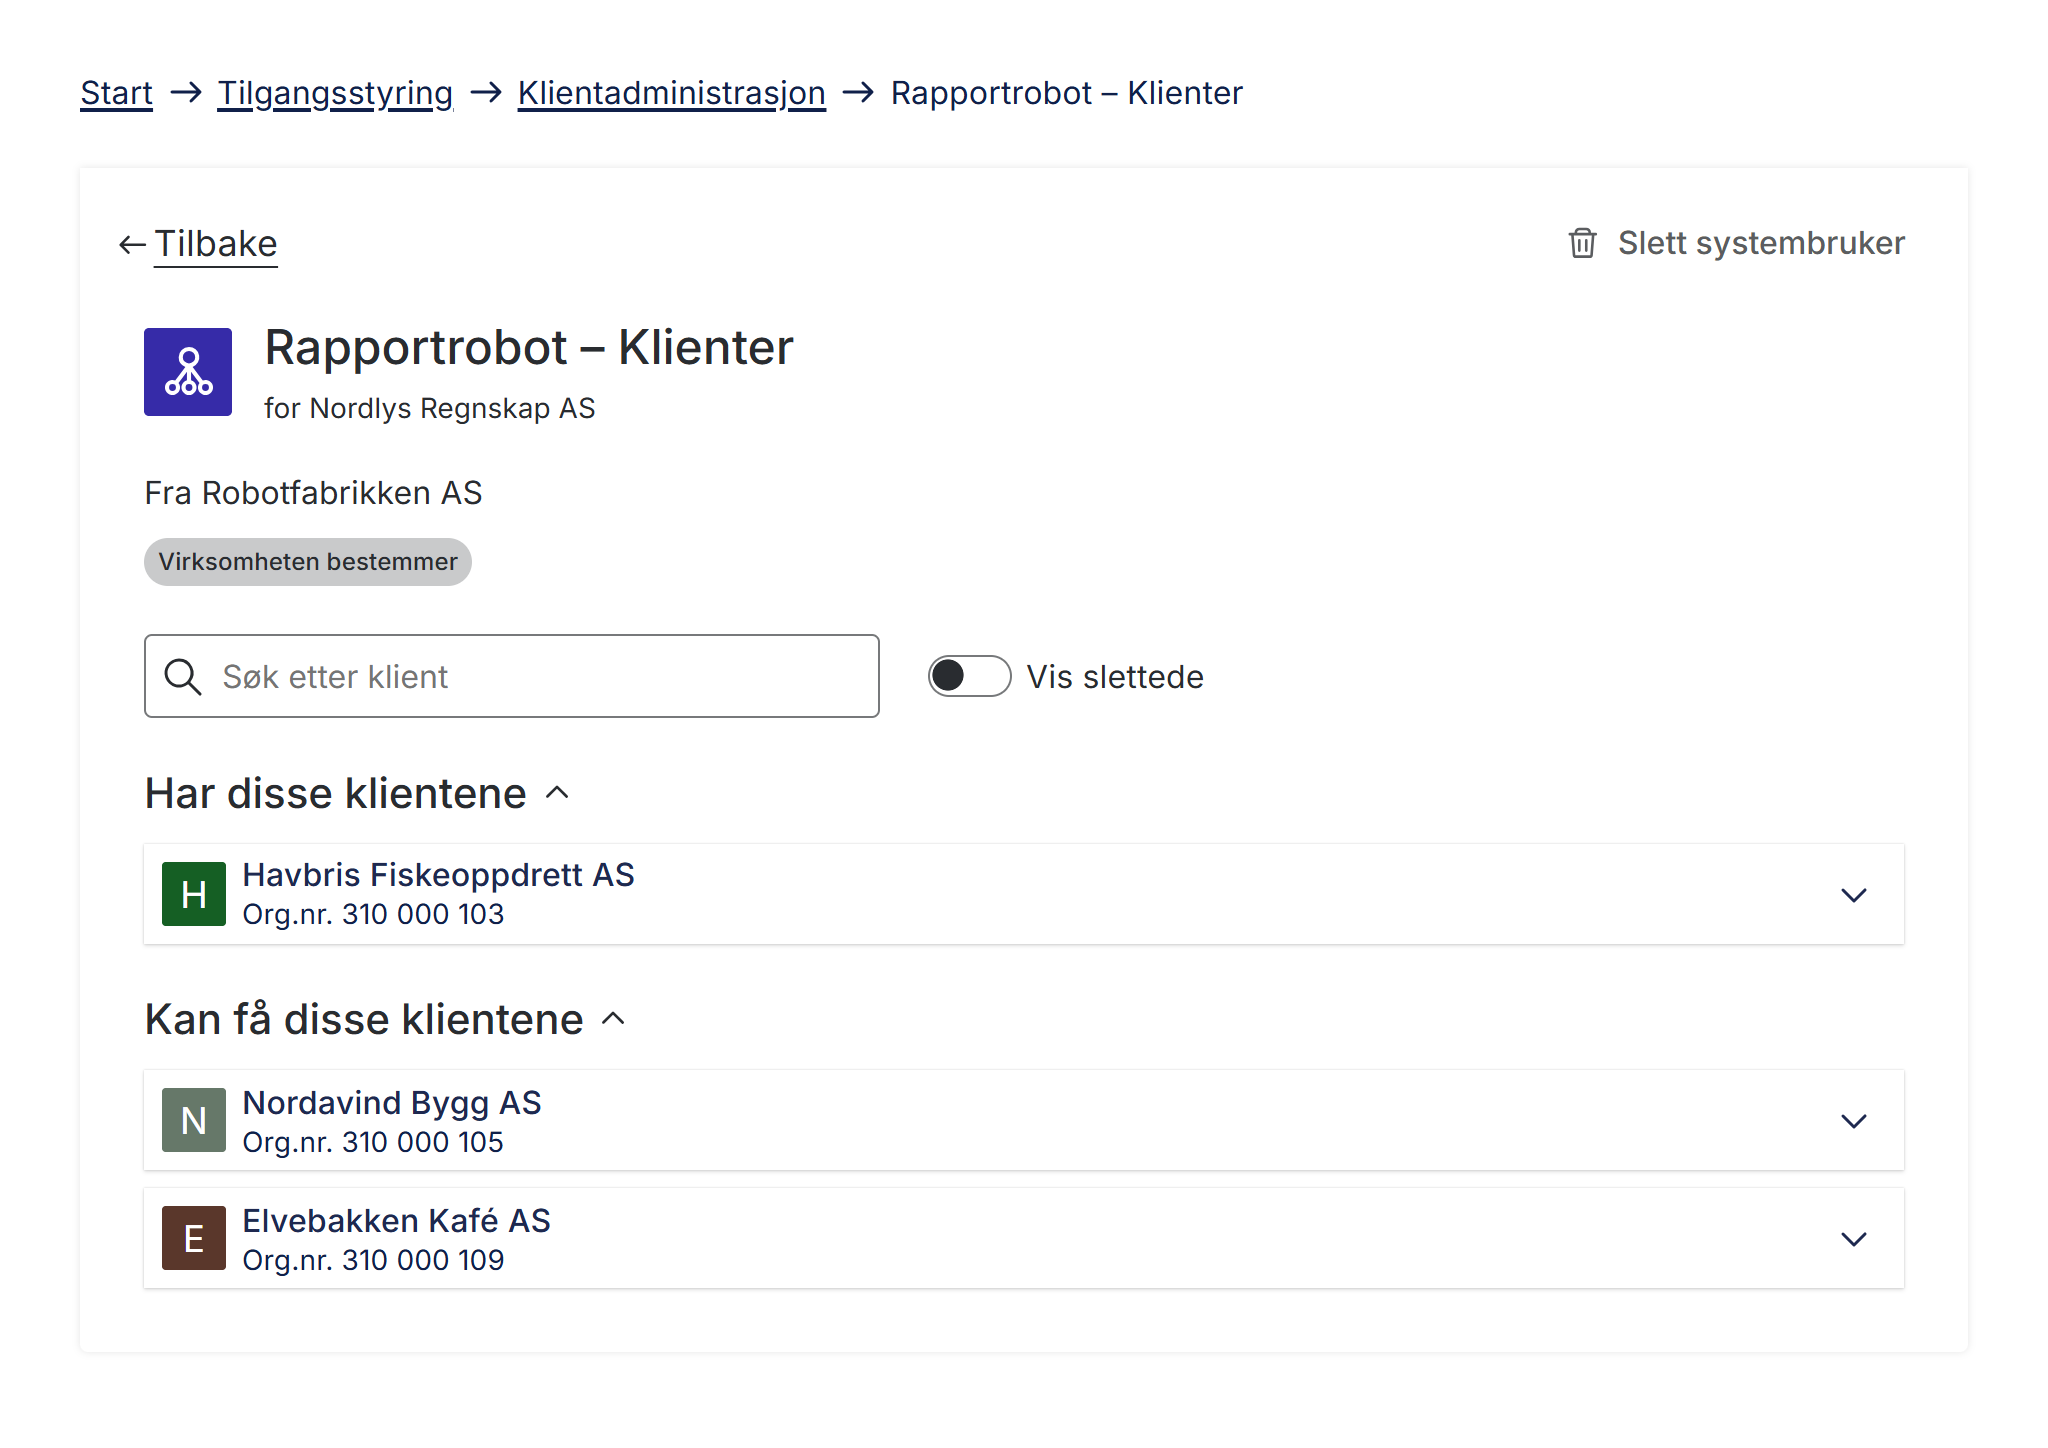 Start → Tilgangsstyring → Klientadministrasjon → Rapportrobot – Klienter
← Tilbake
Slett systembruker
Rapportrobot – Klienter
for Nordlys Regnskap AS
Fra Robotfabrikken AS
Virksomheten bestemmer
Søk etter klient
Vis slettede
Har disse klientene
H
Havbris Fiskeoppdrett AS
Org.nr. 310 000 103
Kan få disse klientene
N
Nordavind Bygg AS
Org.nr. 310 000 105
E
Elvebakken Kafé AS
Org.nr. 310 000 109